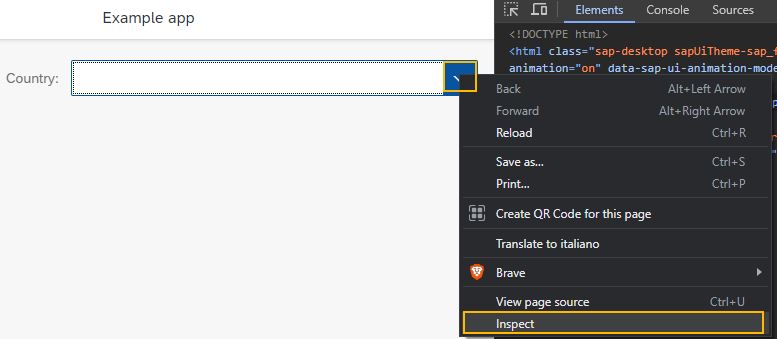 Example app
Elements Console Sources
<!DOCTYPE html>
<html class="sap-desktop sapUiTheme-sap_f
animation="on" data-sap-ui-animation-mode
Country:
Back Alt+Left Arrow
Forward Alt+Right Arrow
Reload Ctrl+R
Save as... Ctrl+S
Print... Ctrl+P
Create QR Code for this page
Translate to italiano
Brave
View page source Ctrl+U
Inspect